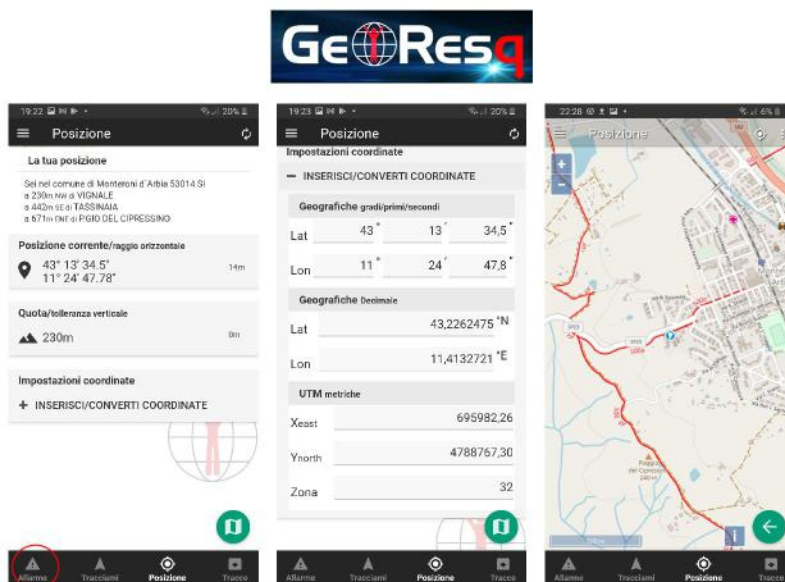 GeoResq
19:22 20%
Posizione
La tua posizione
Sei nel comune di Monteroni d'Arbia 53014 SI
a 230m NW di VIGNALE
a 442m SE di TASSINAIA
a 671m ENE di PGIO DEL CIPRESSINO
Posizione corrente/raggio orizzontale
43° 13' 34.5"
11° 24' 47.78"
14m
Quota/tolleranza verticale
230m
0m
Impostazioni coordinate
+ INSERISCI/CONVERTI COORDINATE
Allarme Tracciami Posizione Tracce
19:23 20%
Posizione
Impostazioni coordinate
− INSERISCI/CONVERTI COORDINATE
Geografiche gradi/primi/secondi
Lat 43 ° 13 ' 34,5 "
Lon 11 ° 24 ' 47,8 "
Geografiche Decimale
Lat 43,2262475 °N
Lon 11,4132721 °E
UTM metriche
Xeast 695982,26
Ynorth 4788767,30
Zona 32
Allarme Tracciami Posizione Tracce
22:28 6%
Posizione
+
−
Poggio
240 m
i
Allarme Tracciami Posizione Tracce